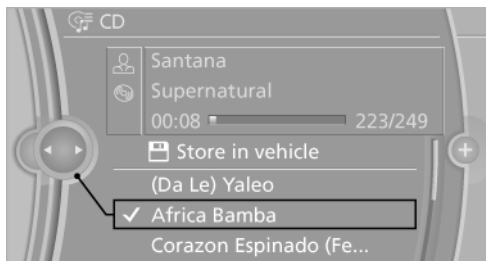 CD
Santana
Supernatural
00:08 223/249
Store in vehicle
(Da Le) Yaleo
Africa Bamba
Corazon Espinado (Fe...